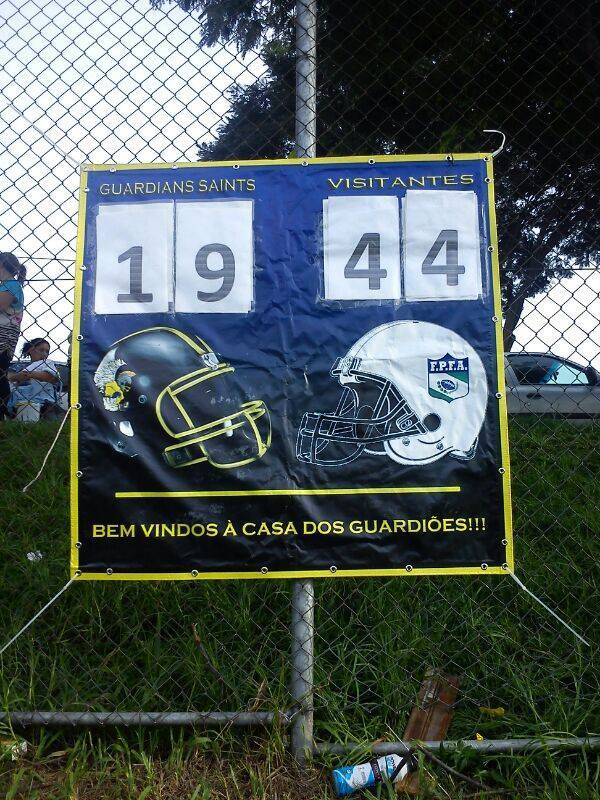 GUARDIANS SAINTS VISITANTES
19 44
F.P.F.A.
BEM VINDOS À CASA DOS GUARDIÕES!!!